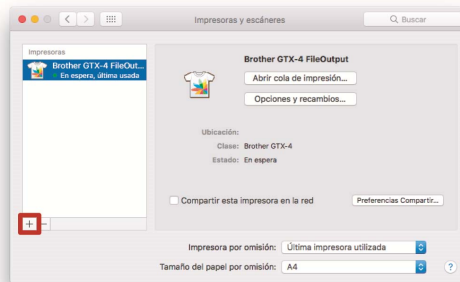 Impresoras y escáneres
Buscar
Impresoras
Brother GTX-4 FileOut...
En espera, última usada
+ −
Brother GTX-4 FileOutput
Abrir cola de impresión...
Opciones y recambios...
Ubicación:
Clase: Brother GTX-4
Estado: En espera
Compartir esta impresora en la red
Preferencias Compartir...
Impresora por omisión: Última impresora utilizada
Tamaño del papel por omisión: A4
?